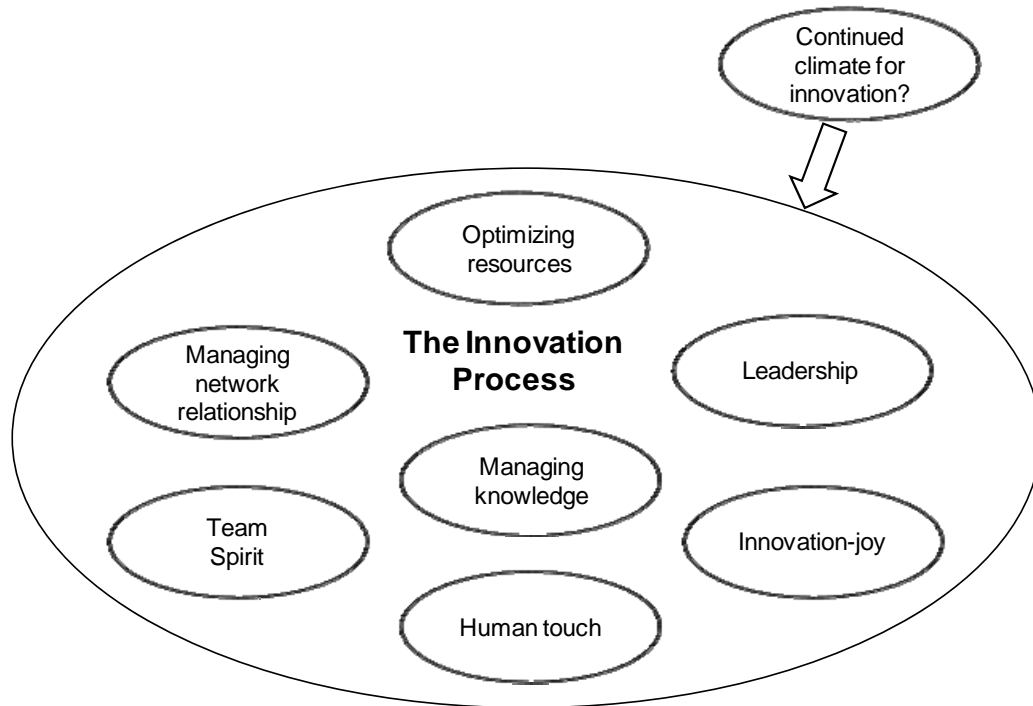 Continued
climate for
innovation?
Optimizing
resources
The Innovation
Process
Managing
network
relationship
Leadership
Managing
knowledge
Team
Spirit
Innovation-joy
Human touch